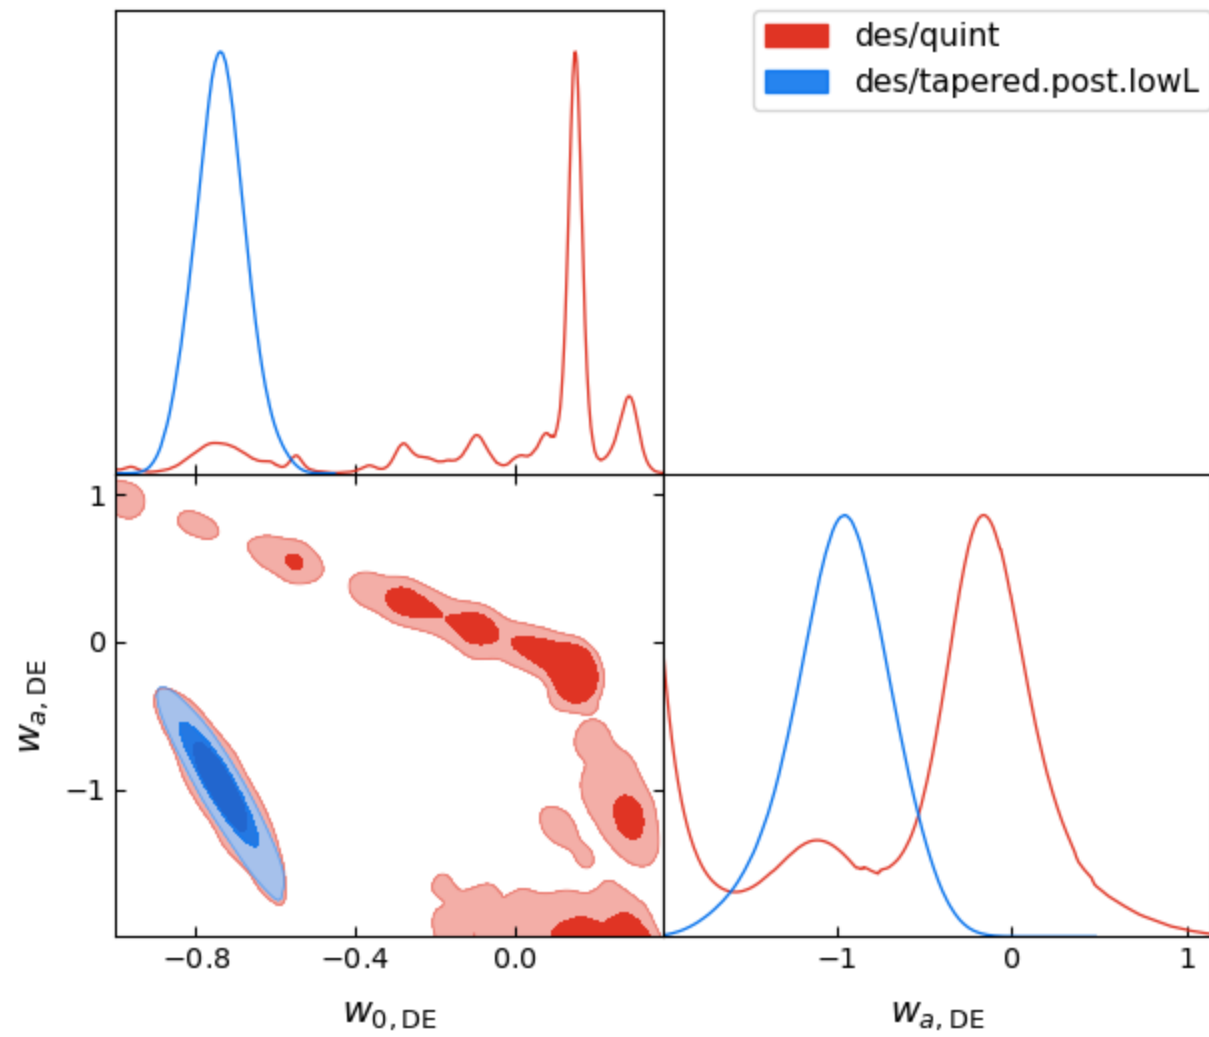 des/quint
des/tapered.post.lowL
1
0
−1
w_{a, DE}
−0.8 −0.4 0.0
w_{0, DE}
−1 0 1
w_{a, DE}